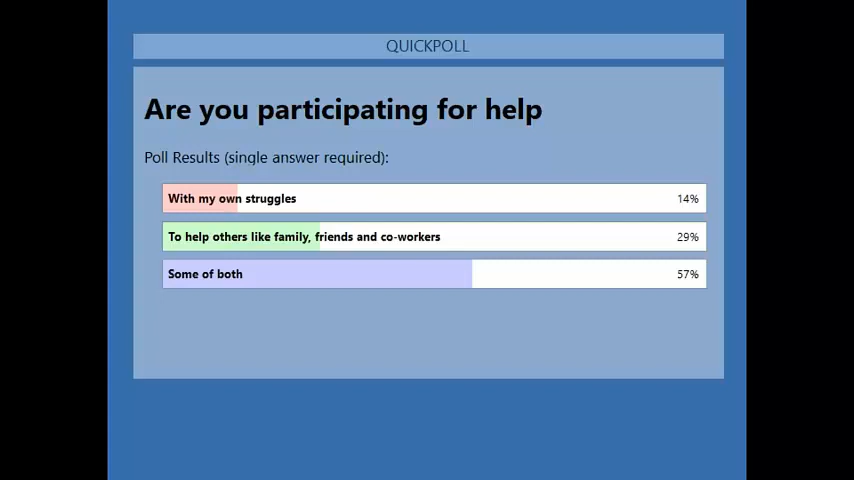 QUICKPOLL
Are you participating for help
Poll Results (single answer required):
With my own struggles 14%
To help others like family, friends and co-workers 29%
Some of both 57%